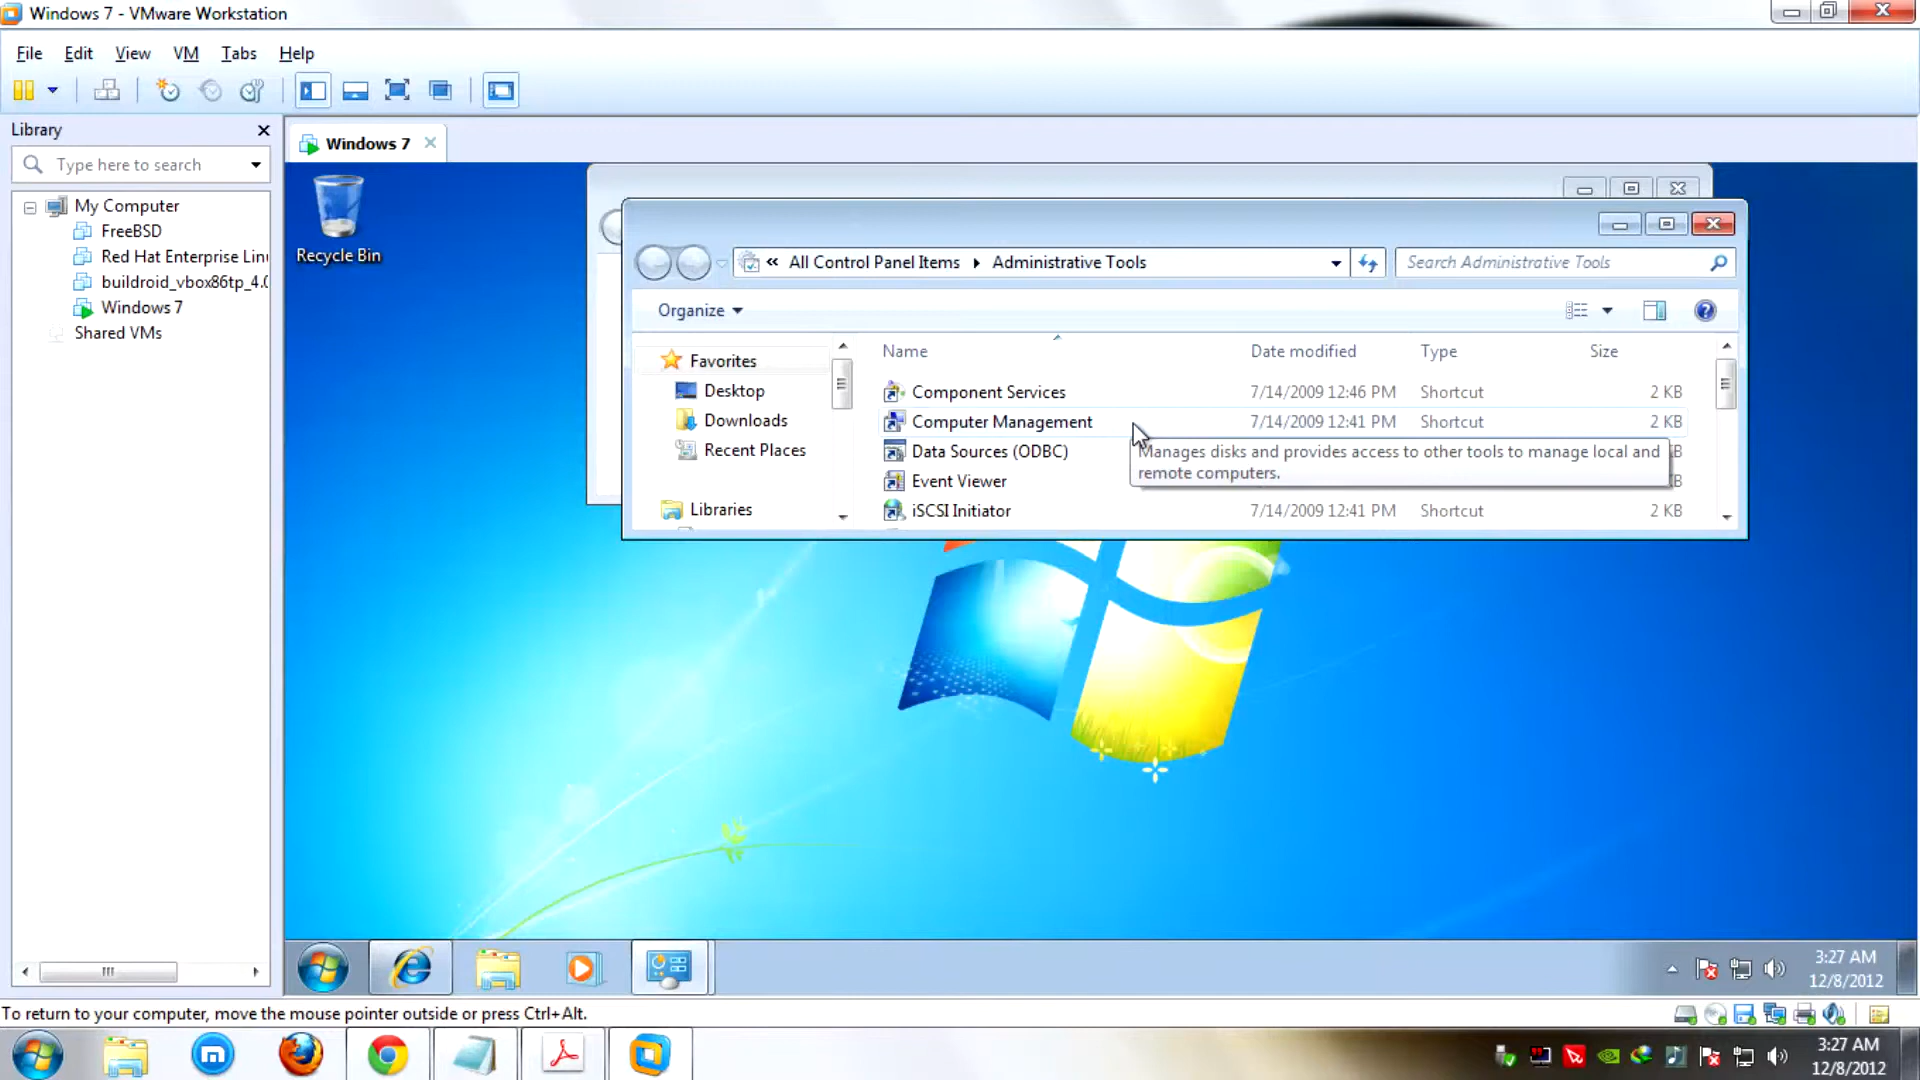 Windows 7 - VMware Workstation
File Edit View VM Tabs Help
Library
Type here to search
My Computer
FreeBSD
Red Hat Enterprise Linu
buildroid_vbox86tp_4.0
Windows 7
Shared VMs
Windows 7
Recycle Bin
« All Control Panel Items Administrative Tools
Search Administrative Tools
Organize
Favorites
Desktop
Downloads
Recent Places
Libraries
Name Date modified Type Size
Component Services 7/14/2009 12:46 PM Shortcut 2 KB
Computer Management 7/14/2009 12:41 PM Shortcut 2 KB
Data Sources (ODBC)
Event Viewer
iSCSI Initiator 7/14/2009 12:41 PM Shortcut 2 KB
Manages disks and provides access to other tools to manage local and
remote computers.
3:27 AM
12/8/2012
To return to your computer, move the mouse pointer outside or press Ctrl+Alt.
3:27 AM
12/8/2012